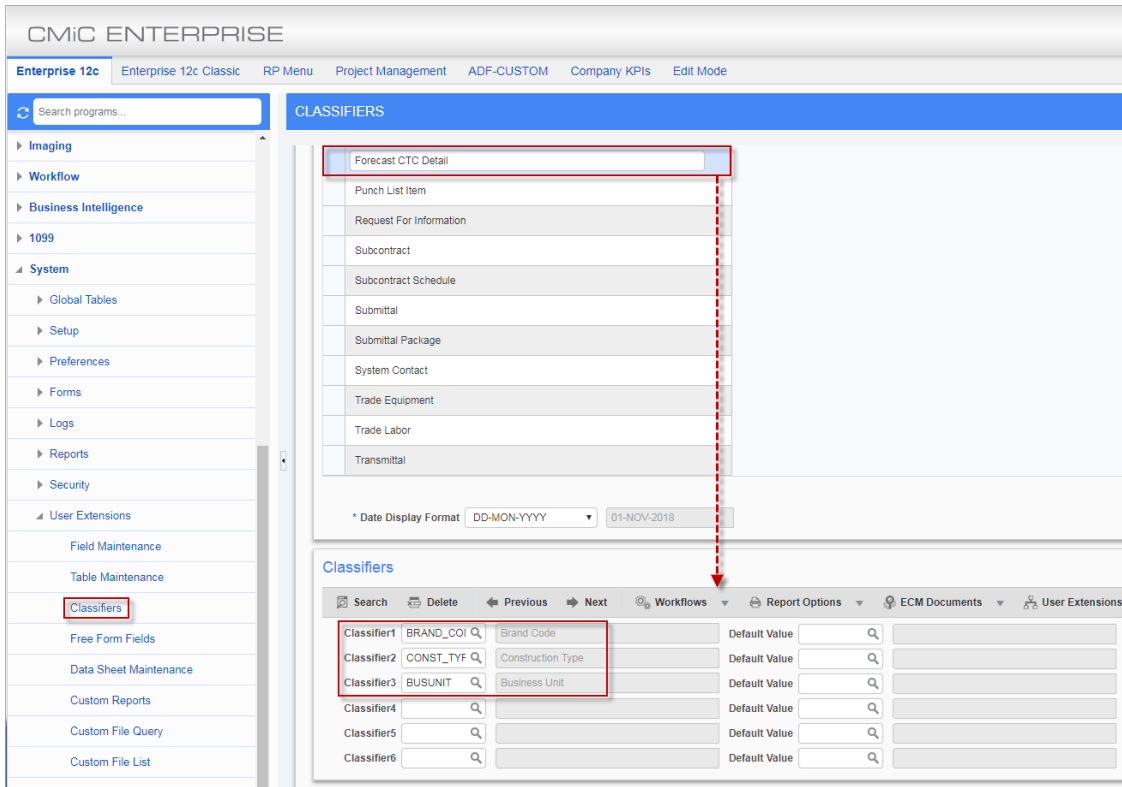 CMiC ENTERPRISE
Enterprise 12c Enterprise 12c Classic RP Menu Project Management ADF-CUSTOM Company KPIs Edit Mode
Search programs...
Imaging
Workflow
Business Intelligence
1099
System
Global Tables
Setup
Preferences
Forms
Logs
Reports
Security
User Extensions
Field Maintenance
Table Maintenance
Classifiers
Free Form Fields
Data Sheet Maintenance
Custom Reports
Custom File Query
Custom File List
CLASSIFIERS
Forecast CTC Detail
Punch List Item
Request For Information
Subcontract
Subcontract Schedule
Submittal
Submittal Package
System Contact
Trade Equipment
Trade Labor
Transmittal
* Date Display Format DD-MON-YYYY 01-NOV-2018
Classifiers
Search Delete Previous Next Workflows Report Options ECM Documents User Extensions
Classifier1 BRAND_COI Brand Code Default Value
Classifier2 CONST_TYF Construction Type Default Value
Classifier3 BUSUNIT Business Unit Default Value
Classifier4 Default Value
Classifier5 Default Value
Classifier6 Default Value